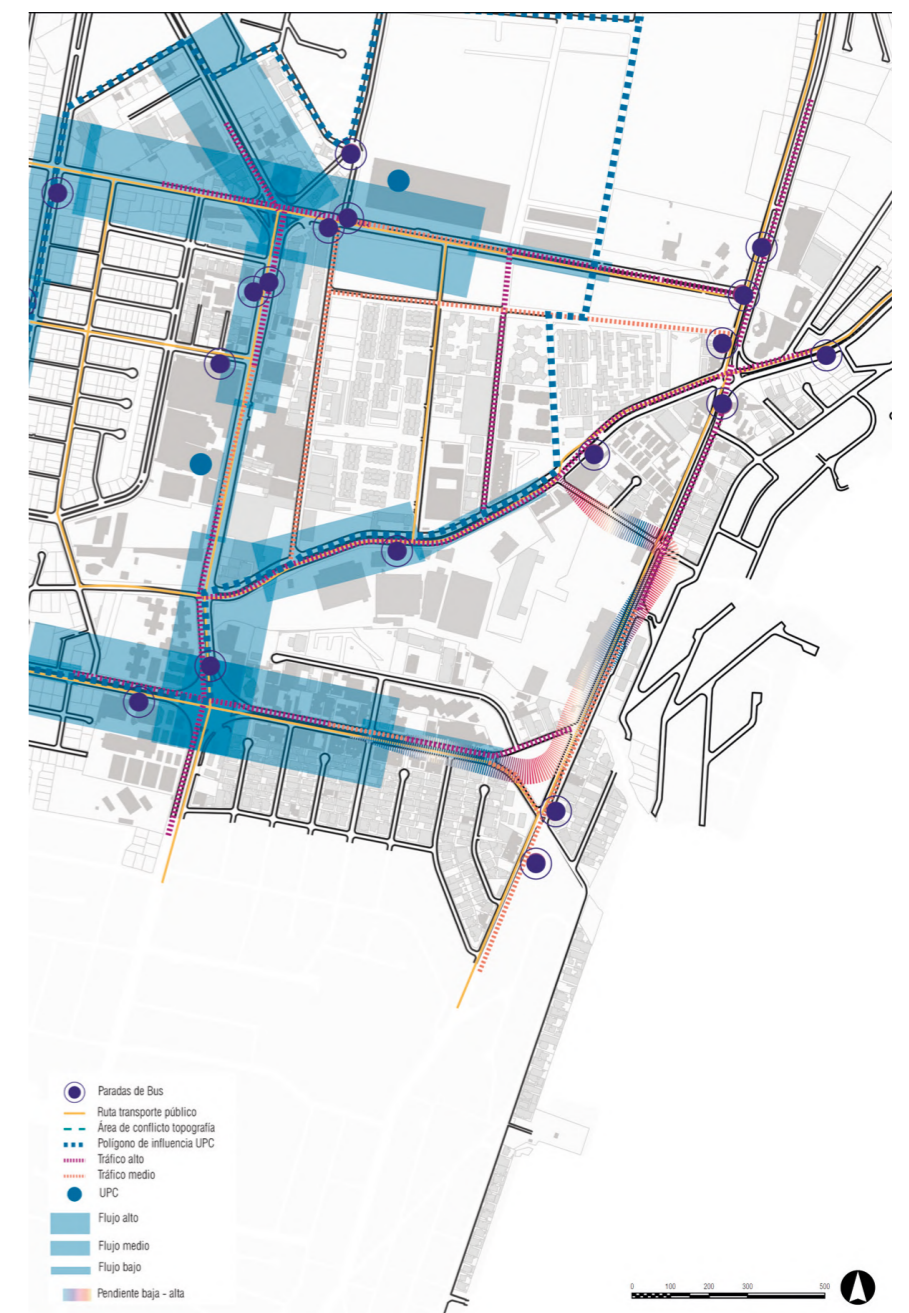 Paradas de Bus
Ruta transporte público
Área de conflicto topografía
Polígono de influencia UPC
Tráfico alto
Tráfico medio
UPC
Flujo alto
Flujo medio
Flujo bajo
Pendiente baja - alta
0 100 200 300 500